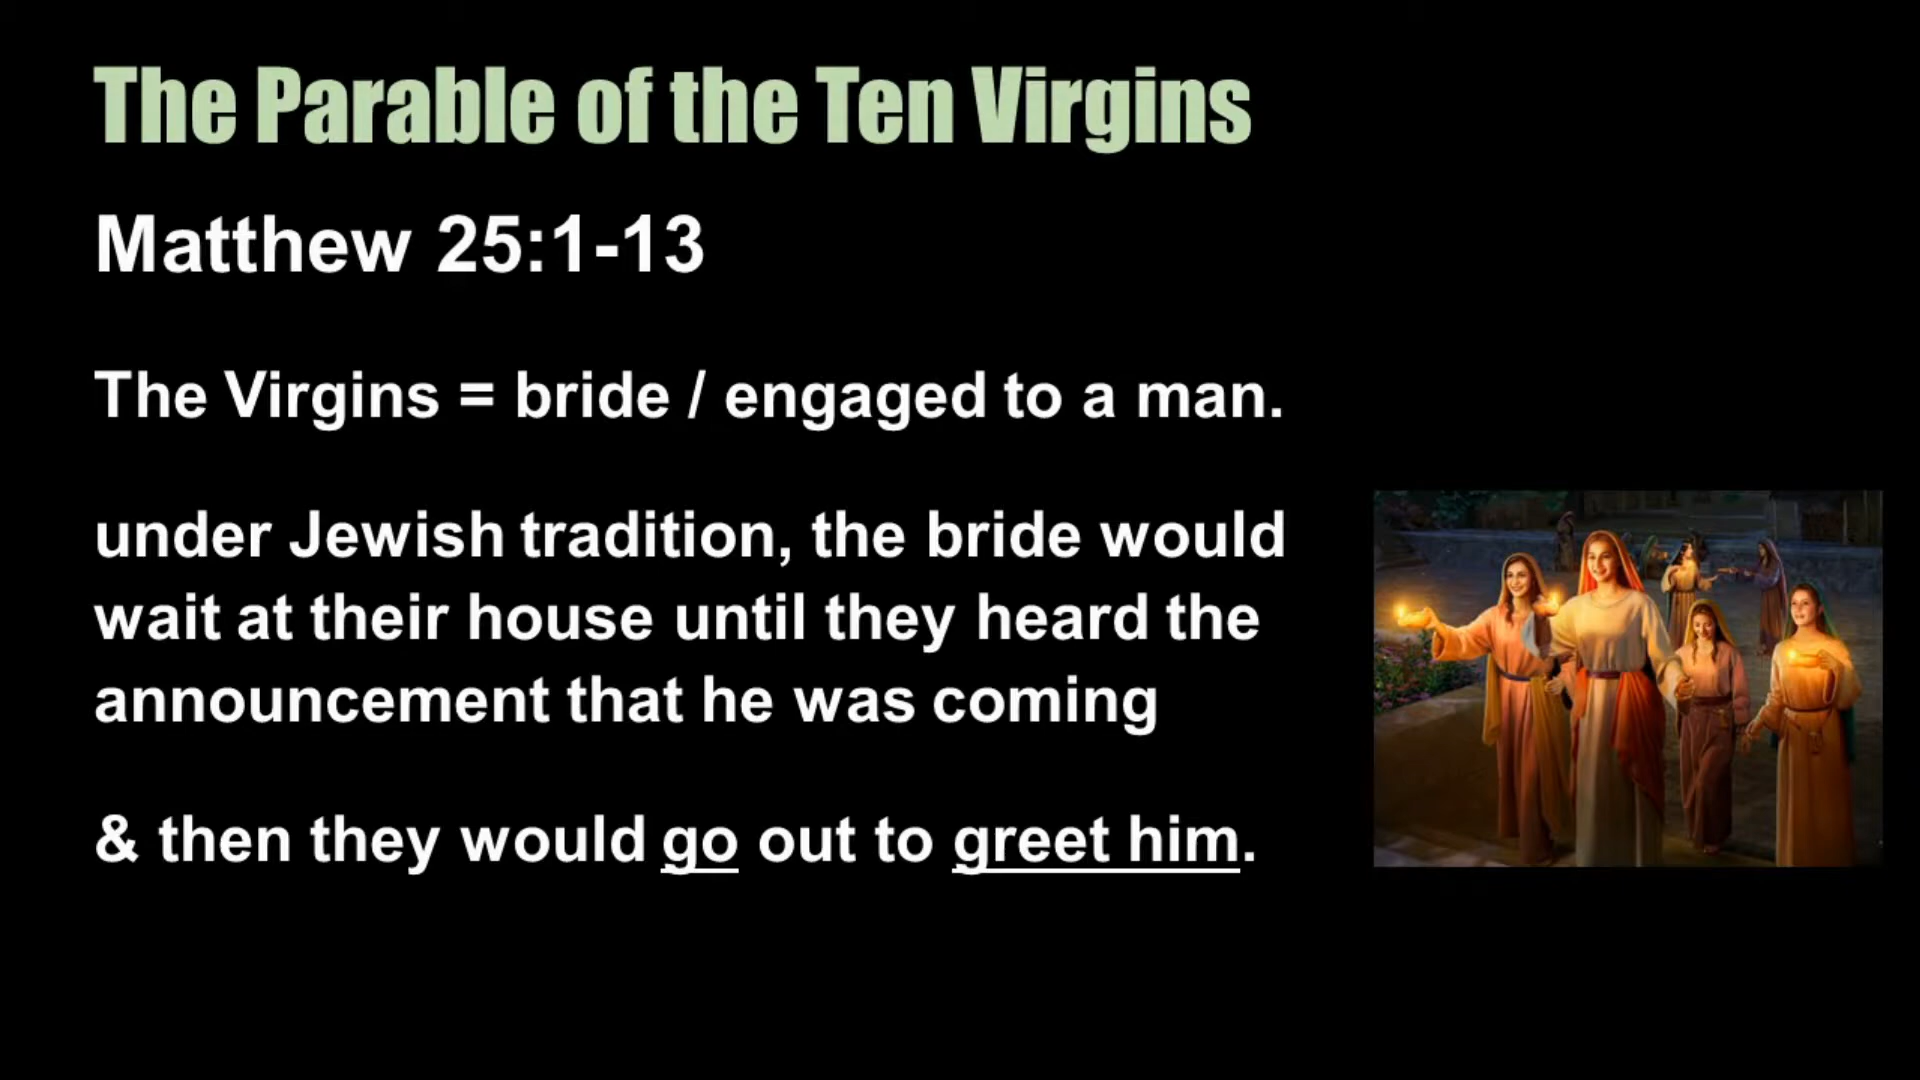 The Parable of the Ten Virgins
Matthew 25:1-13
The Virgins = bride / engaged to a man.
under Jewish tradition, the bride would
wait at their house until they heard the
announcement that he was coming
& then they would go out to greet him.